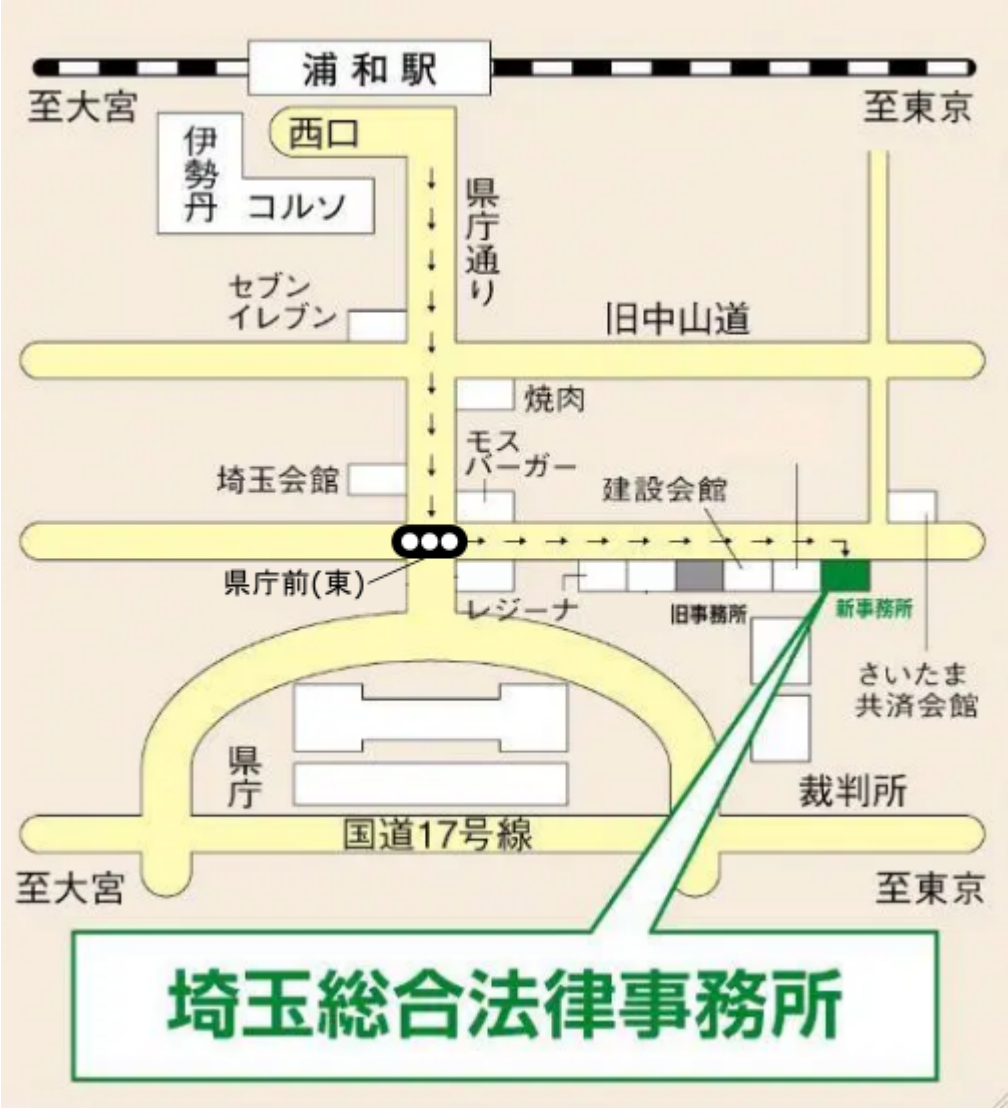 浦和駅
至大宮
至東京
西口
伊勢丹
コルソ
県庁通り
セブン
イレブン
旧中山道
焼肉
モス
バーガー
埼玉会館
建設会館
県庁前(東)
レジーナ
旧事務所
新事務所
さいたま
共済会館
県庁
裁判所
国道17号線
至大宮
至東京
埼玉総合法律事務所